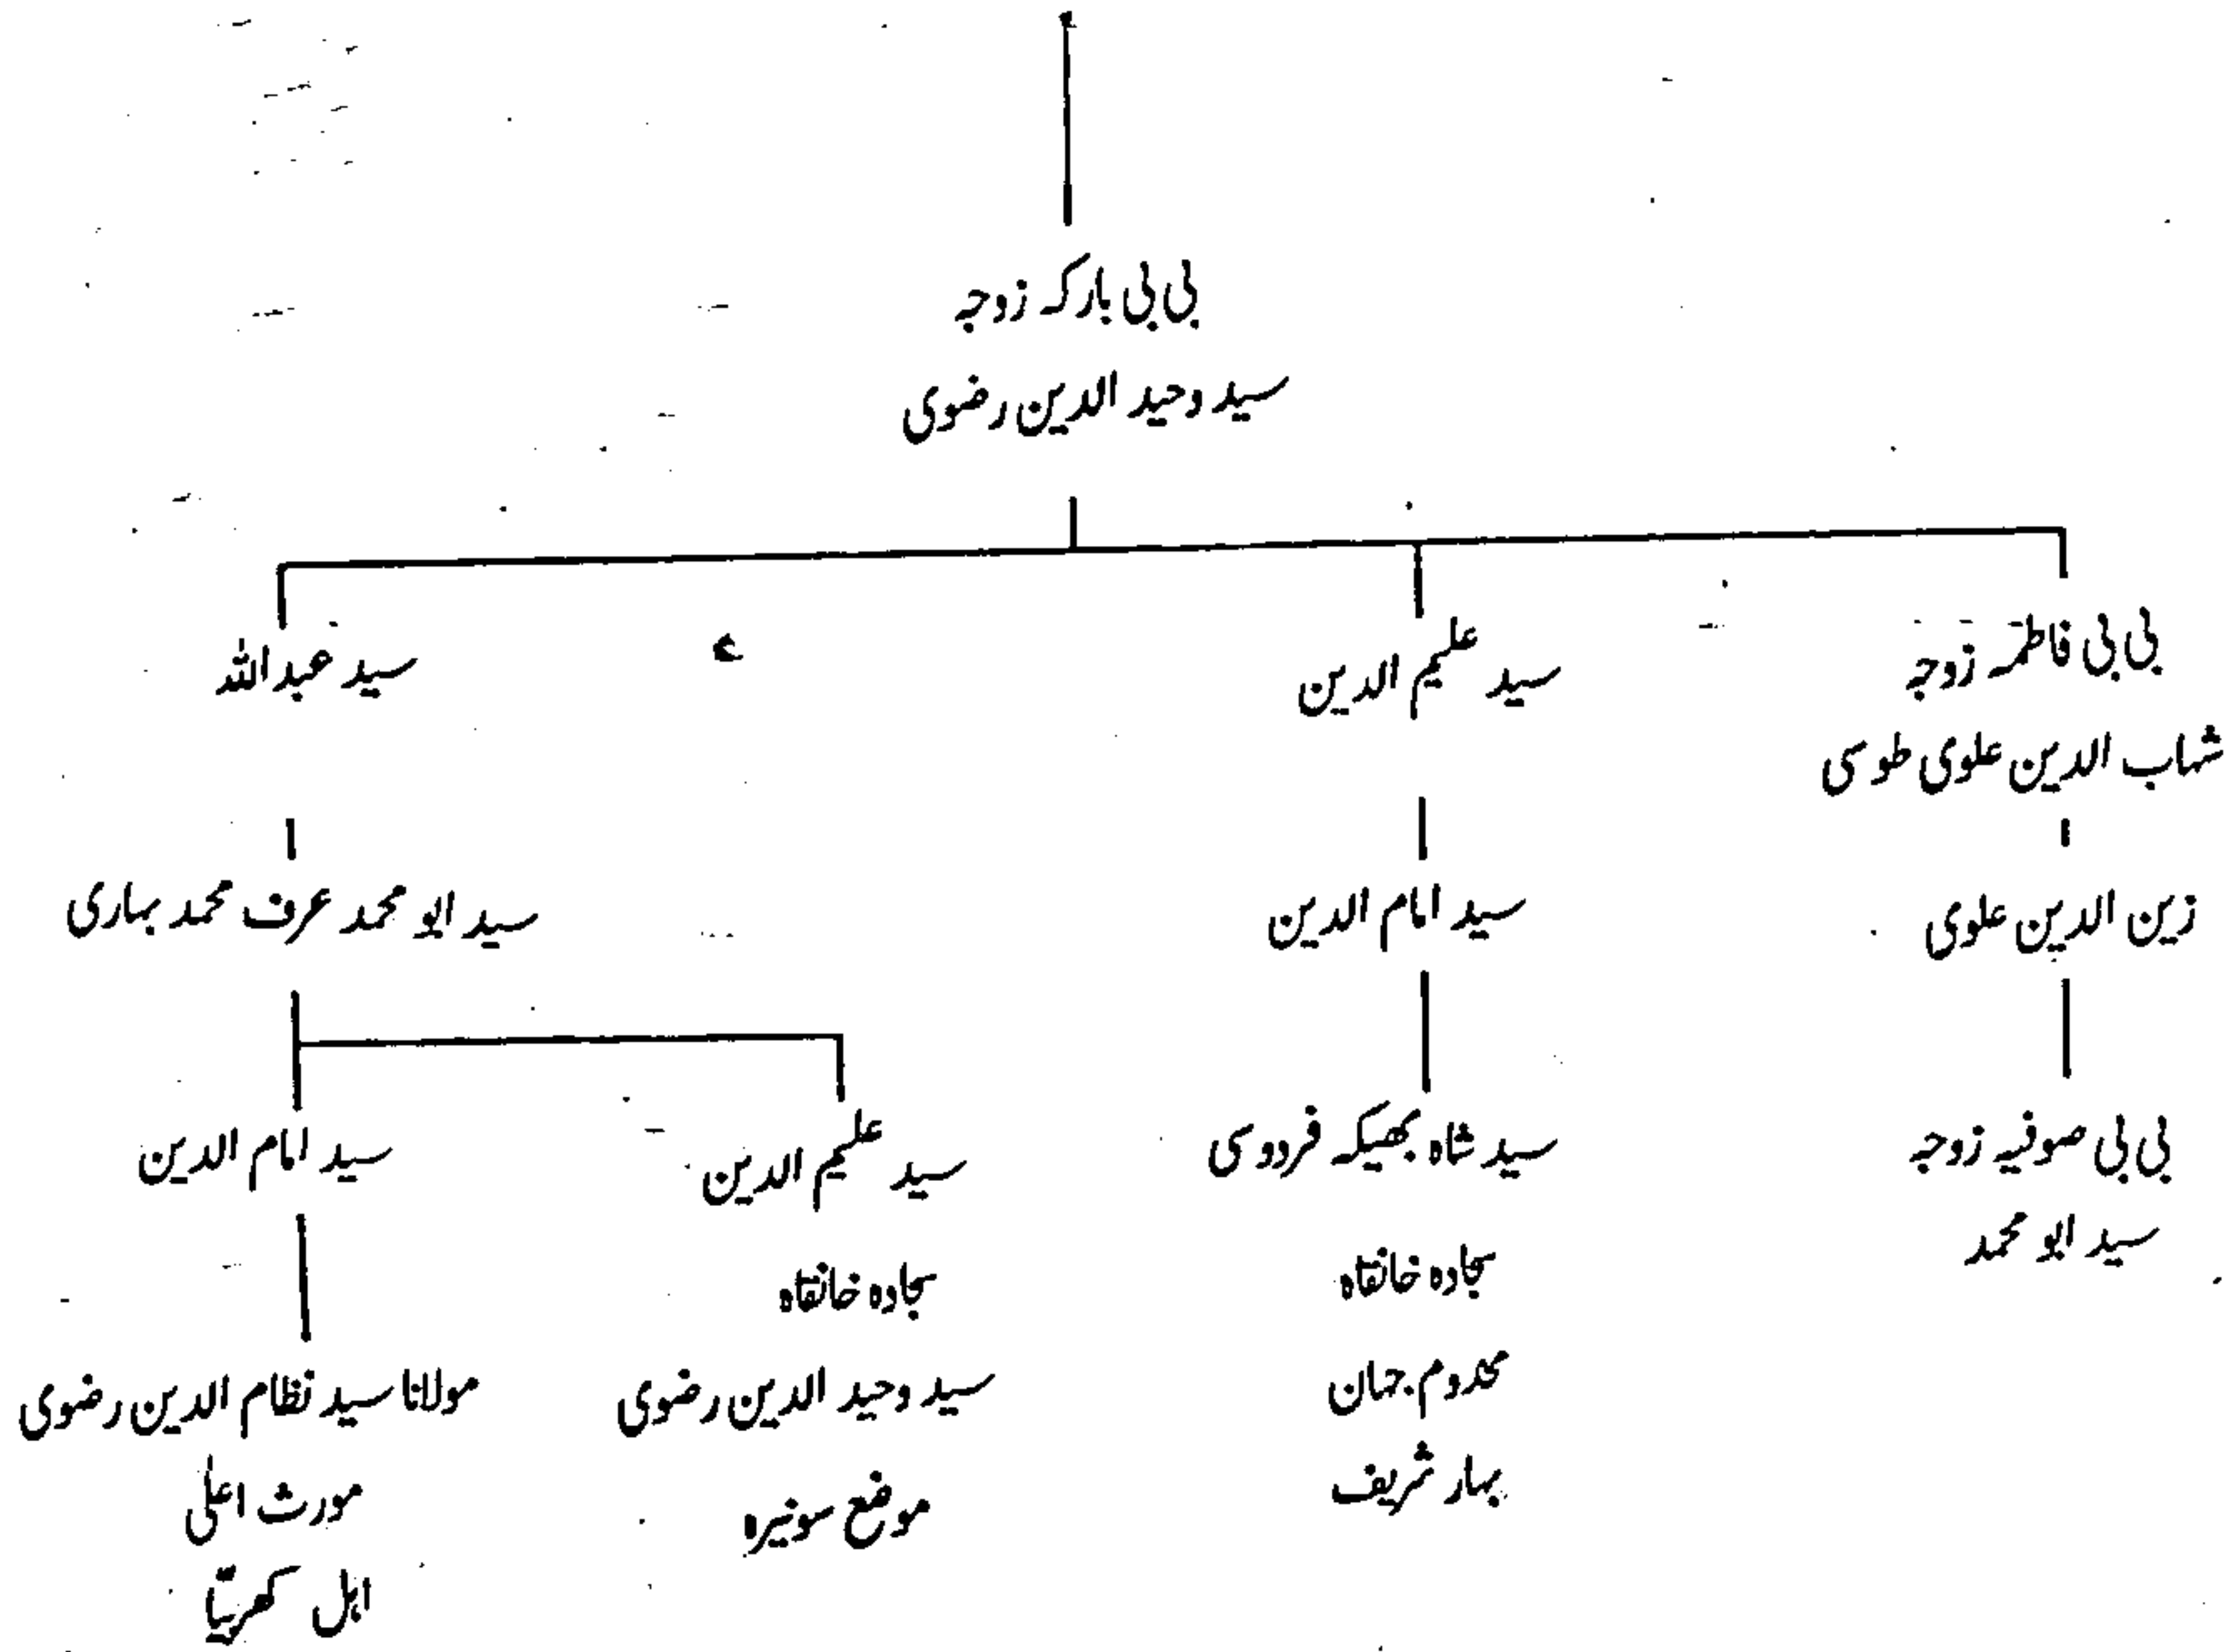 بی بی بارکہ زوجہ
سید وحید الدین رضوی
بی بی فاطمہ زوجہ
شہاب الدین علوی طوسی
زین الدین علوی
بی بی صوفیہ زوجہ
سید ابو محمد
سید علیم الدین
سید امام الدین
سید شاہ بھیکہ فردوسی
سجادہ خانقاہ
مخدوم جہان
بہار شریف
سید عبد اللہ
سید ابو محمد عرف محمد بہاری
سید علیم الدین
سجادہ خانقاہ
سید وحید الدین رضوی
موضع سونیرہ
سید امام الدین
مولانا سید نظام الدین رضوی
مورث اعلیٰ
اہل